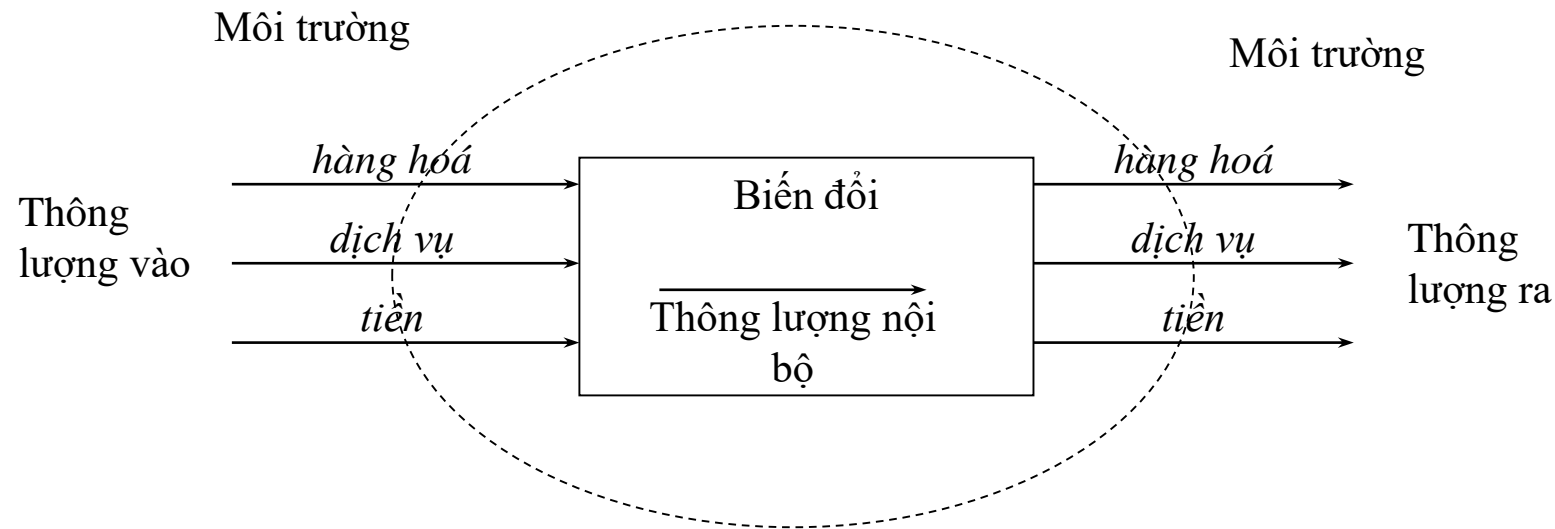 Môi trường
Môi trường
hàng hoá
hàng hoá
Biến đổi
Thông
lượng vào
dịch vụ
dịch vụ
Thông
lượng ra
tiền
Thông lượng nội
bộ
tiền